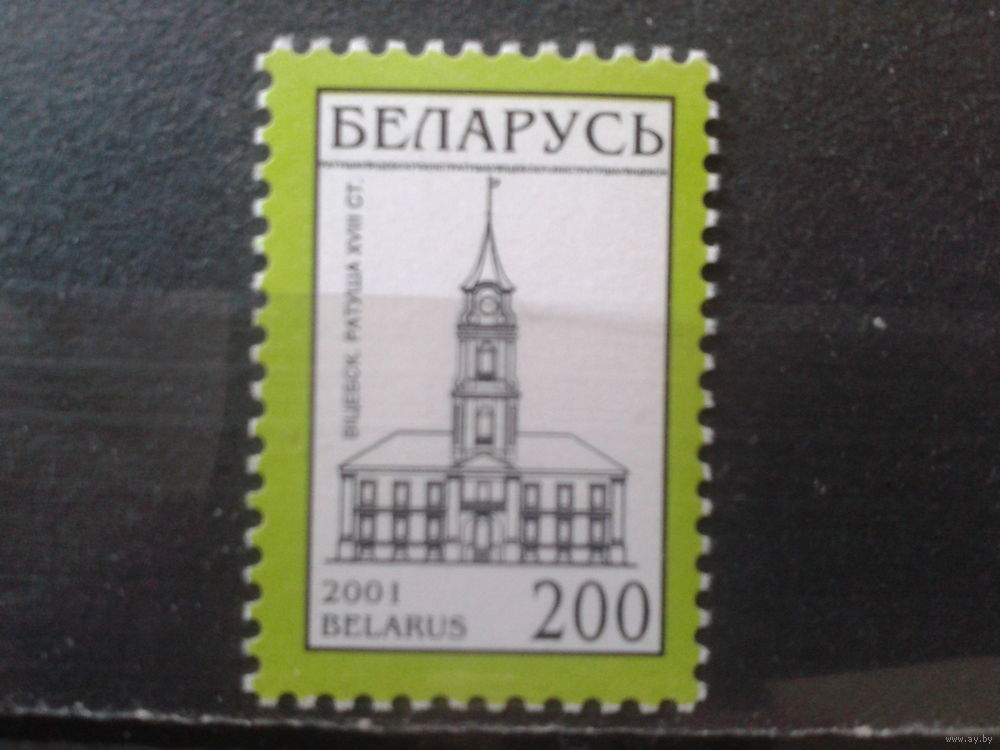 БЕЛАРУСЬ
ВІЦЕБСК. РАТУША XVIII СТ.
2001
BELARUS
200
www.ay.by